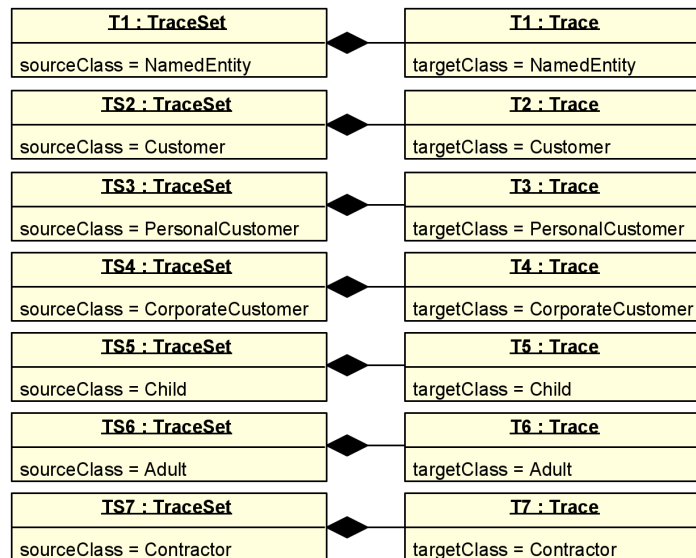 T1 : TraceSet
T1 : Trace
sourceClass = NamedEntity
targetClass = NamedEntity
TS2 : TraceSet
T2 : Trace
sourceClass = Customer
targetClass = Customer
TS3 : TraceSet
T3 : Trace
sourceClass = PersonalCustomer
targetClass = PersonalCustomer
TS4 : TraceSet
T4 : Trace
sourceClass = CorporateCustomer
targetClass = CorporateCustomer
TS5 : TraceSet
T5 : Trace
sourceClass = Child
targetClass = Child
TS6 : TraceSet
T6 : Trace
sourceClass = Adult
targetClass = Adult
TS7 : TraceSet
T7 : Trace
sourceClass = Contractor
targetClass = Contractor